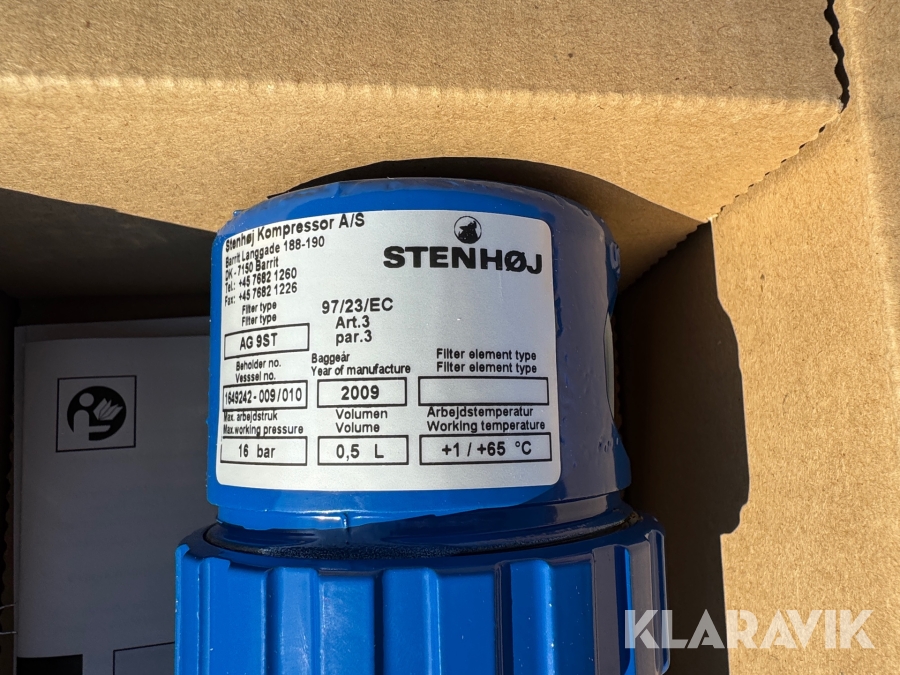 Stenhøj Kompressor A/S
Barrit Langgade 188-190
DK - 7150 Barrit
Tel.: +45 7682 1260
Fax: +45 7682 1226
STENHØJ
Filter type
Filter type
AG 9ST
97/23/EC
Art.3
par.3
Beholder no.
Vesssel no.
1649242 - 009/010
Baggeår
Year of manufacture
2009
Filter element type
Filter element type
Max. arbejdstruk
Max.working pressure
16 bar
Volumen
Volume
0,5 L
Arbejdstemperatur
Working temperature
+1 / +65 °C
KLARAVIK